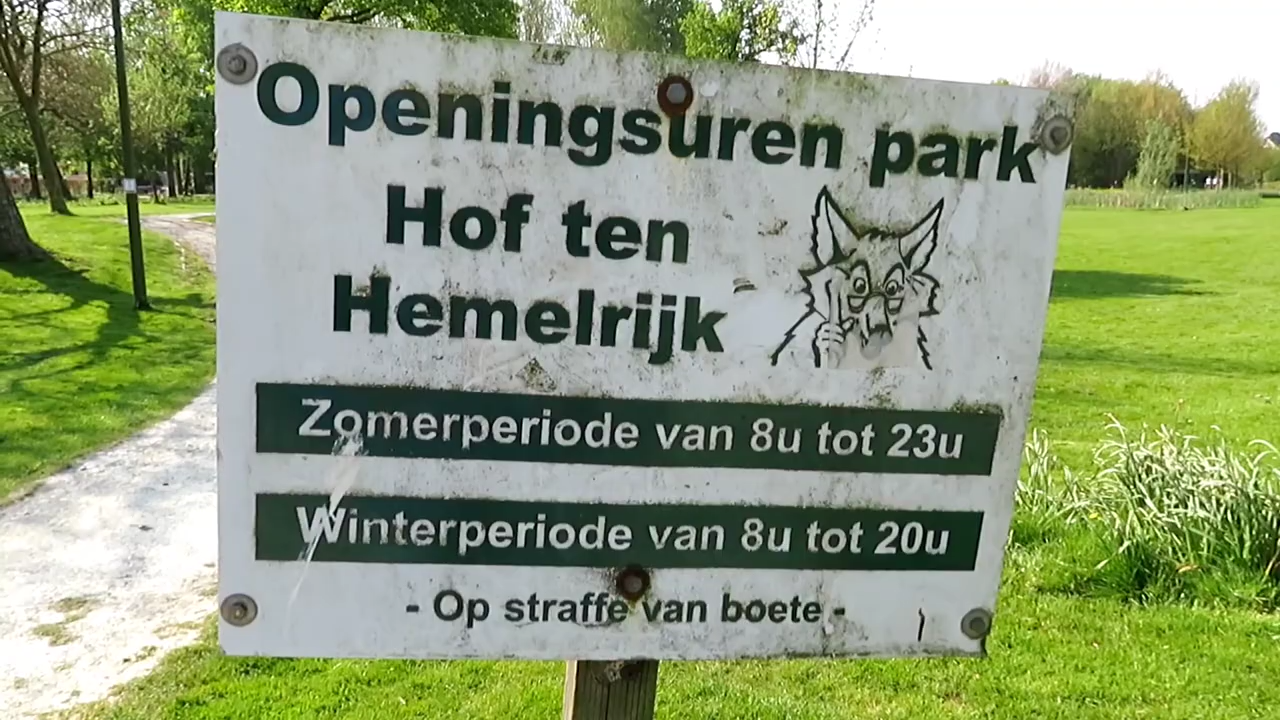 Openingsuren park
Hof ten
Hemelrijk
Zomerperiode van 8u tot 23u
Winterperiode van 8u tot 20u
- Op straffe van boete -